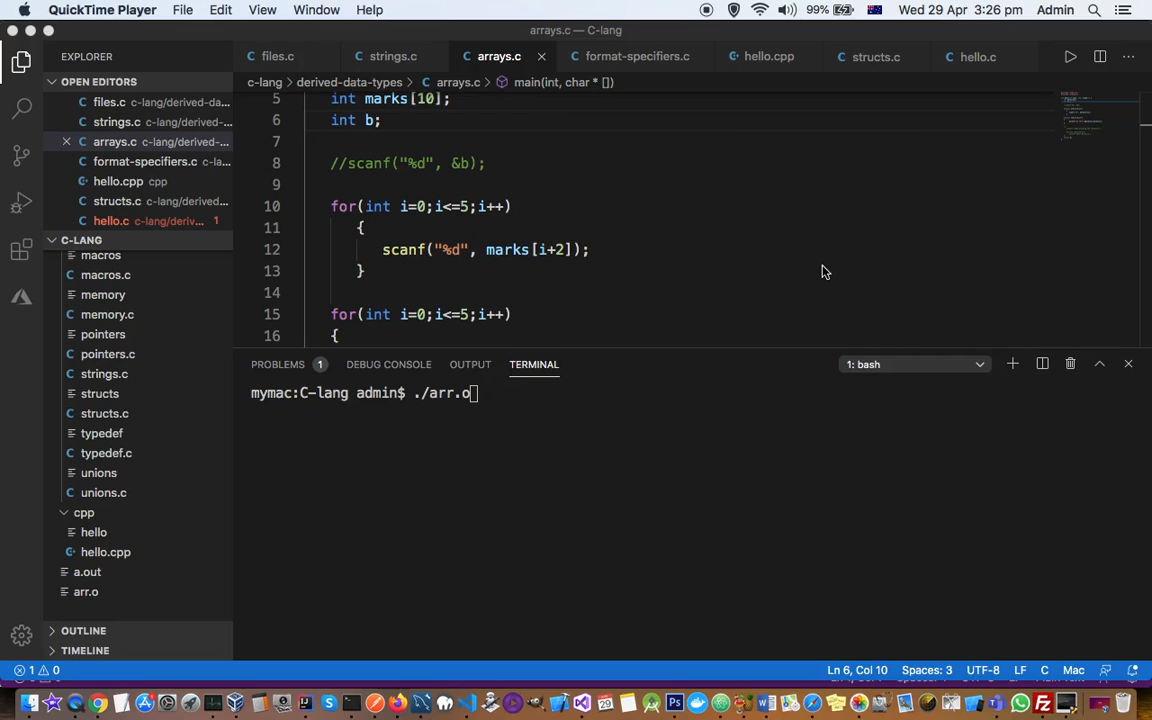 QuickTime Player File Edit View Window Help 99% Wed 29 Apr 3:26 pm Admin
arrays.c — C-lang
EXPLORER
files.c strings.c arrays.c format-specifiers.c hello.cpp structs.c hello.c
OPEN EDITORS
c-lang derived-data-types arrays.c main(int, char * [])
files.c c-lang/derived-da...
strings.c c-lang/derived-...
arrays.c c-lang/derived-...
format-specifiers.c c-la...
hello.cpp cpp
structs.c c-lang/derived...
hello.c c-lang/deriv... 1
C-LANG
macros
macros.c
memory
memory.c
pointers
pointers.c
strings.c
structs
structs.c
typedef
typedef.c
unions
unions.c
cpp
hello
hello.cpp
a.out
arr.o
OUTLINE
TIMELINE
5 int marks[10];
6 int b;
7
8 //scanf("%d", &b);
9
10 for(int i=0;i<=5;i++)
11 {
12 scanf("%d", marks[i+2]);
13 }
14
15 for(int i=0;i<=5;i++)
16 {
PROBLEMS 1 DEBUG CONSOLE OUTPUT TERMINAL 1: bash
mymac:C-lang admin$ ./arr.o
1 0 Ln 6, Col 10 Spaces: 3 UTF-8 LF C Mac